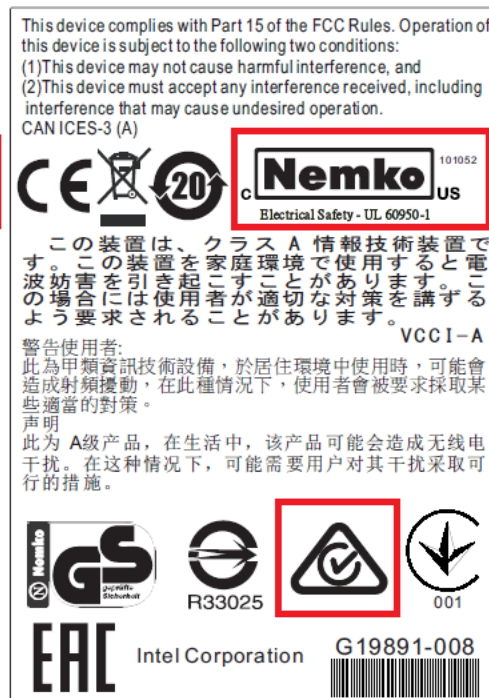 This device complies with Part 15 of the FCC Rules. Operation of
this device is subject to the following two conditions:
(1)This device may not cause harmful interference, and
(2)This device must accept any interference received, including
interference that may cause undesired operation.
CAN ICES-3 (A)
CE
20
Nemko
101052
C
US
Electrical Safety - UL 60950-1
この装置は、クラス A 情報技術装置で
す。この装置を家庭環境で使用すると電
波妨害を引き起こすことがあります。こ
の場合には使用者が適切な対策を講ずる
よう要求されることがあります。
VCCI-A
警告使用者:
此為甲類資訊技術設備，於居住環境中使用時，可能會
造成射頻擾動，在此種情況下，使用者會被要求採取某
些適當的對策。
声明
此为 A级产品，在生活中，该产品可能会造成无线电
干扰。在这种情况下，可能需要用户对其干扰采取可
行的措施。
N Nemko
GS
geprüfte
Sicherheit
R33025
001
EAC
Intel Corporation
G19891-008